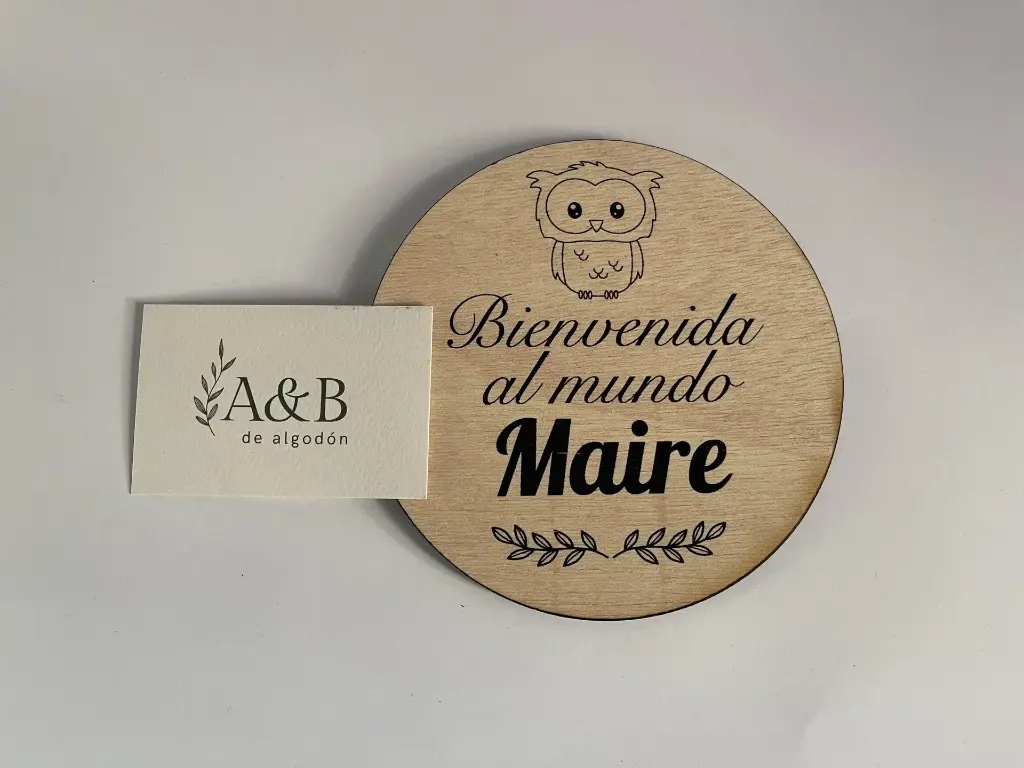 A&B
de algodón
Bienvenida
al mundo
Maire